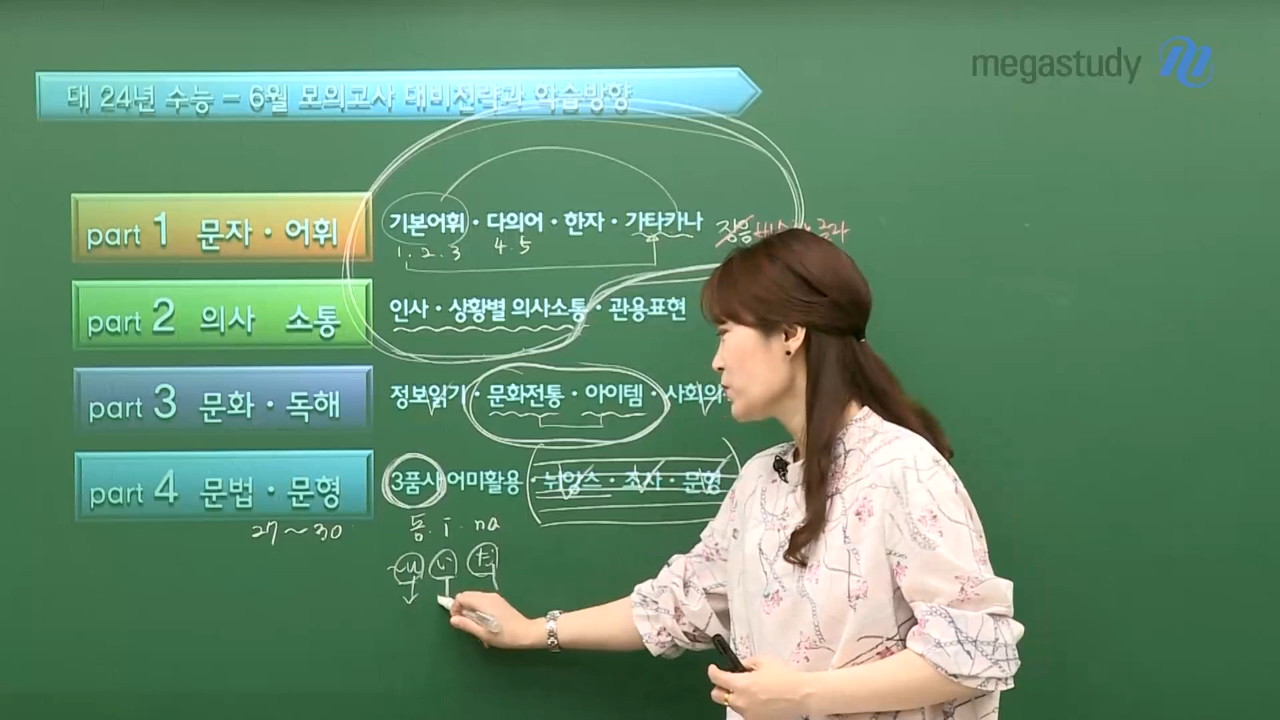 megastudy
대 24년 수능 - 6월 모의고사 대비전략과 학습방향
part 1 문자 · 어휘
기본어휘 · 다의어 · 한자 · 가타카나
장음
1. 2. 3
4. 5
part 2 의사 소통
인사 · 상황별 의사소통 · 관용표현
part 3 문화 · 독해
정보읽기 · 문화전통 · 아이템 · 사회의
part 4 문법 · 문형
3품사 어미활용 · 뉘앙스 · 조사 · 문형
27~30
동. i. na